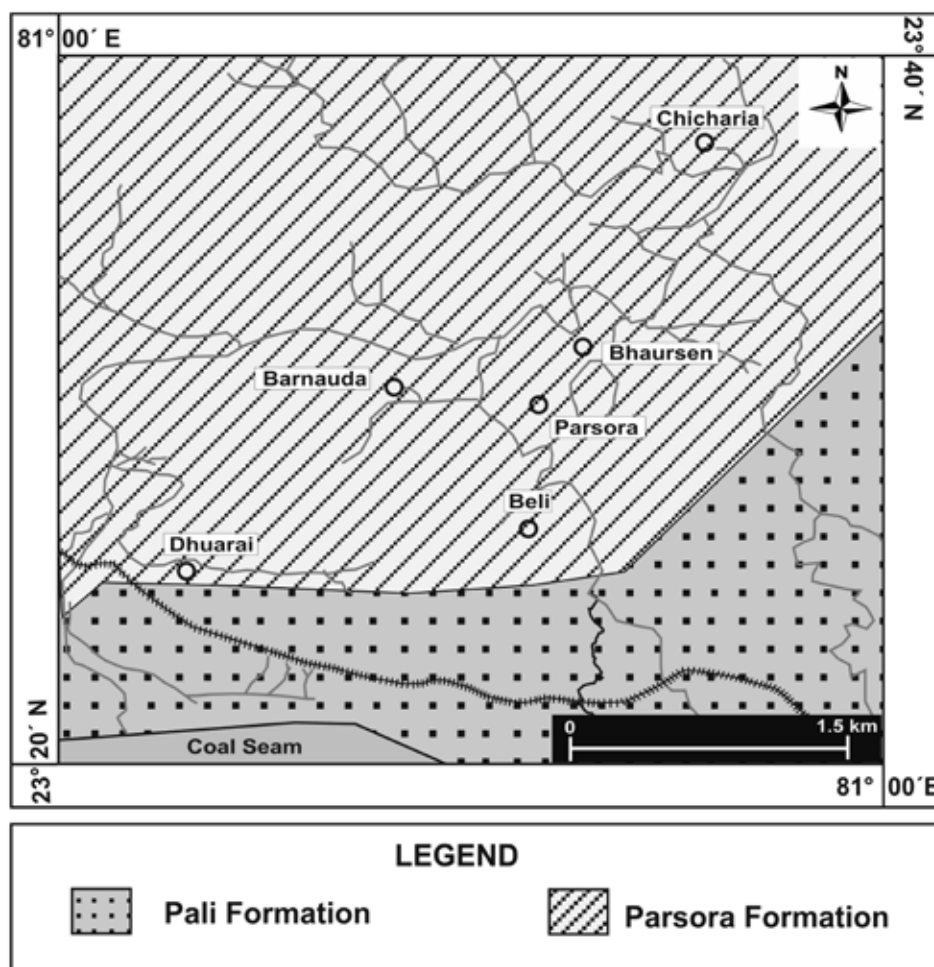 81° 00´ E
23° 40´ N
N
Chicharia
Bhaursen
Barnauda
Parsora
Beli
Dhuarai
0 1.5 km
Coal Seam
23° 20´ N
81° 00´E
LEGEND
Pali Formation
Parsora Formation